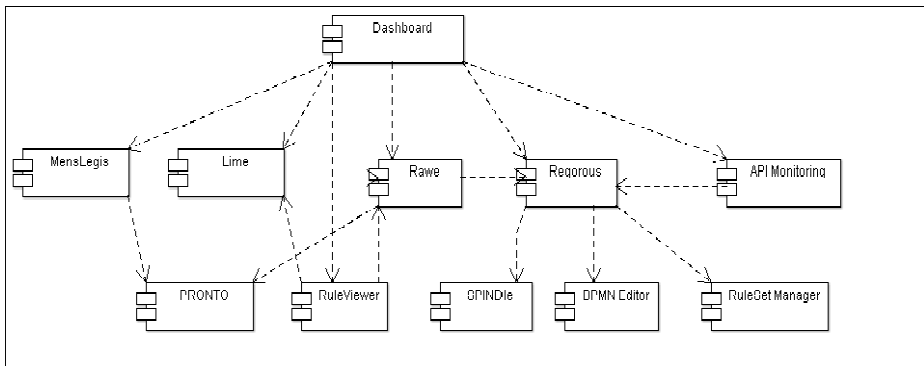 Dashboard
MensLegis
Lime
Rawe
Regorous
API Monitoring
PRONTO
RuleViewer
SPINDle
BPMN Editor
RuleSet Manager